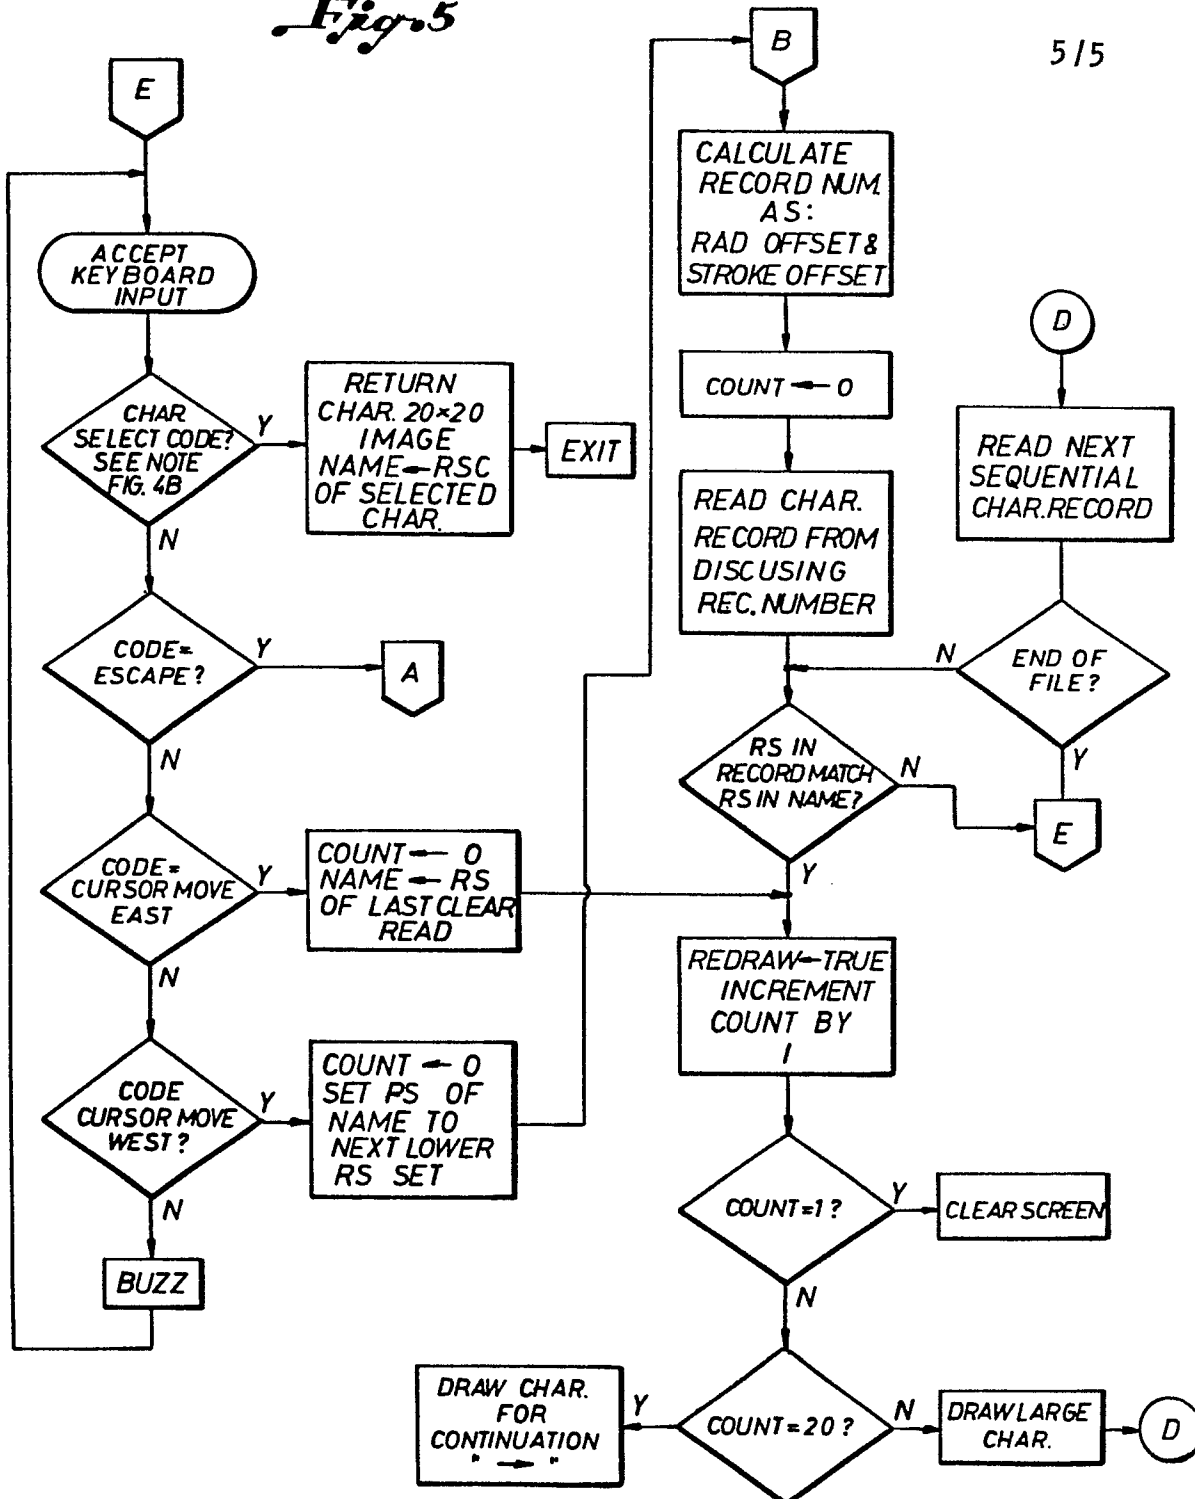 Fig. 5
5/5
E
ACCEPT
KEYBOARD
INPUT
CHAR
SELECT CODE?
SEE NOTE
FIG. 4B
Y
N
RETURN
CHAR. 20×20
IMAGE
NAME←RSC
OF SELECTED
CHAR.
EXIT
CODE=
ESCAPE?
Y
N
A
CODE=
CURSOR MOVE
EAST
Y
N
COUNT ← 0
NAME ← RS
OF LAST CLEAR
READ
CODE
CURSOR MOVE
WEST?
Y
N
COUNT ← 0
SET PS OF
NAME TO
NEXT LOWER
RS SET
BUZZ
B
CALCULATE
RECORD NUM.
AS:
RAD OFFSET &
STROKE OFFSET
COUNT ← 0
READ CHAR.
RECORD FROM
DISCUSING
REC. NUMBER
RS IN
RECORD MATCH
RS IN NAME?
N
Y
E
D
READ NEXT
SEQUENTIAL
CHAR. RECORD
END OF
FILE?
N
Y
REDRAW←TRUE
INCREMENT
COUNT BY
1
COUNT=1?
Y
N
CLEAR SCREEN
COUNT=20?
Y
N
DRAW CHAR.
FOR
CONTINUATION
" → "
DRAW LARGE
CHAR.
D